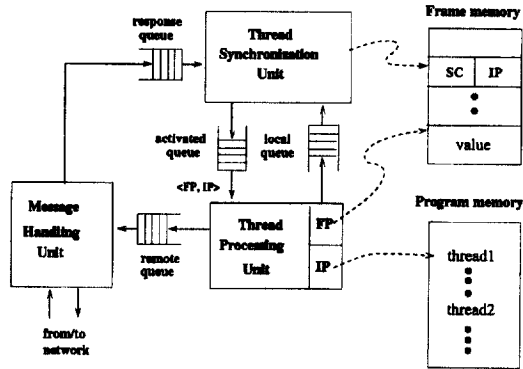 response
queue
Thread
Synchronization
Unit
Frame memory
SC
IP
value
activated
queue
local
queue
<FP, IP>
Message
Handling
Unit
remote
queue
Thread
Processing
Unit
FP
IP
Program memory
thread1
thread2
from/to
network